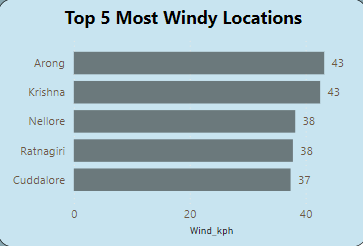 Top 5 Most Windy Locations
Arong 43
Krishna 43
Nellore 38
Ratnagiri 38
Cuddalore 37
0 20 40
Wind_kph